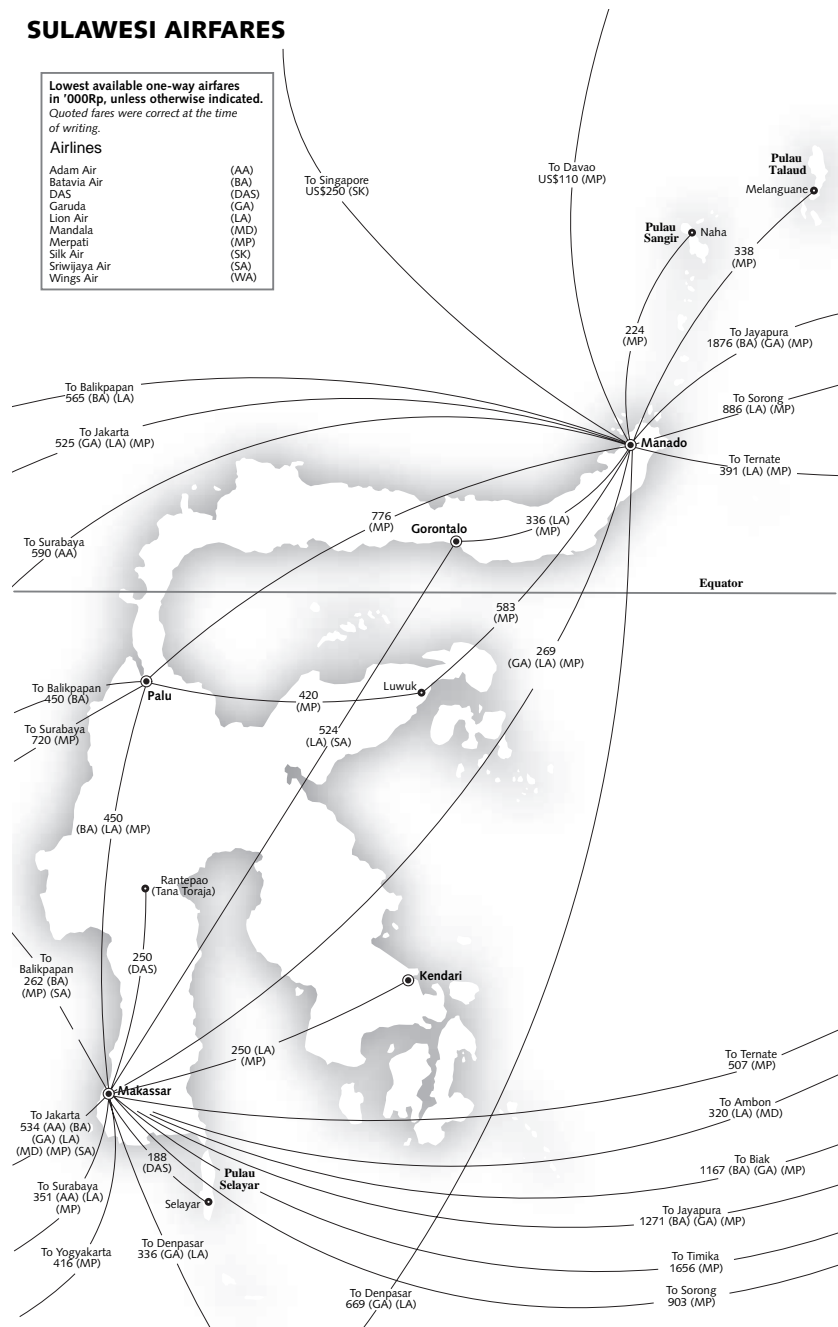 SULAWESI AIRFARES
Lowest available one-way airfares
in '000Rp, unless otherwise indicated.
Quoted fares were correct at the time
of writing.
Airlines
Adam Air (AA)
Batavia Air (BA)
DAS (DAS)
Garuda (GA)
Lion Air (LA)
Mandala (MD)
Merpati (MP)
Silk Air (SK)
Sriwijaya Air (SA)
Wings Air (WA)
To Singapore
US$250 (SK)
To Davao
US$110 (MP)
Pulau
Talaud
Melanguane
Pulau
Sangir
Naha
338
(MP)
224
(MP)
To Jayapura
1876 (BA) (GA) (MP)
To Balikpapan
565 (BA) (LA)
To Sorong
886 (LA) (MP)
To Jakarta
525 (GA) (LA) (MP)
Manado
To Ternate
391 (LA) (MP)
To Surabaya
590 (AA)
776
(MP)
Gorontalo
336 (LA)
(MP)
Equator
583
(MP)
269
(GA) (LA) (MP)
To Balikpapan
450 (BA)
Palu
420
(MP)
Luwuk
To Surabaya
720 (MP)
524
(LA) (SA)
450
(BA) (LA) (MP)
Rantepao
(Tana Toraja)
To
Balikpapan
262 (BA)
(MP) (SA)
250
(DAS)
Kendari
250 (LA)
(MP)
Makassar
To Ternate
507 (MP)
To Jakarta
534 (AA) (BA)
(GA) (LA)
(MD) (MP) (SA)
To Ambon
320 (LA) (MD)
188
(DAS)
Pulau
Selayar
Selayar
To Biak
1167 (BA) (GA) (MP)
To Surabaya
351 (AA) (LA)
(MP)
To Jayapura
1271 (BA) (GA) (MP)
To Yogyakarta
416 (MP)
To Denpasar
336 (GA) (LA)
To Timika
1656 (MP)
To Denpasar
669 (GA) (LA)
To Sorong
903 (MP)